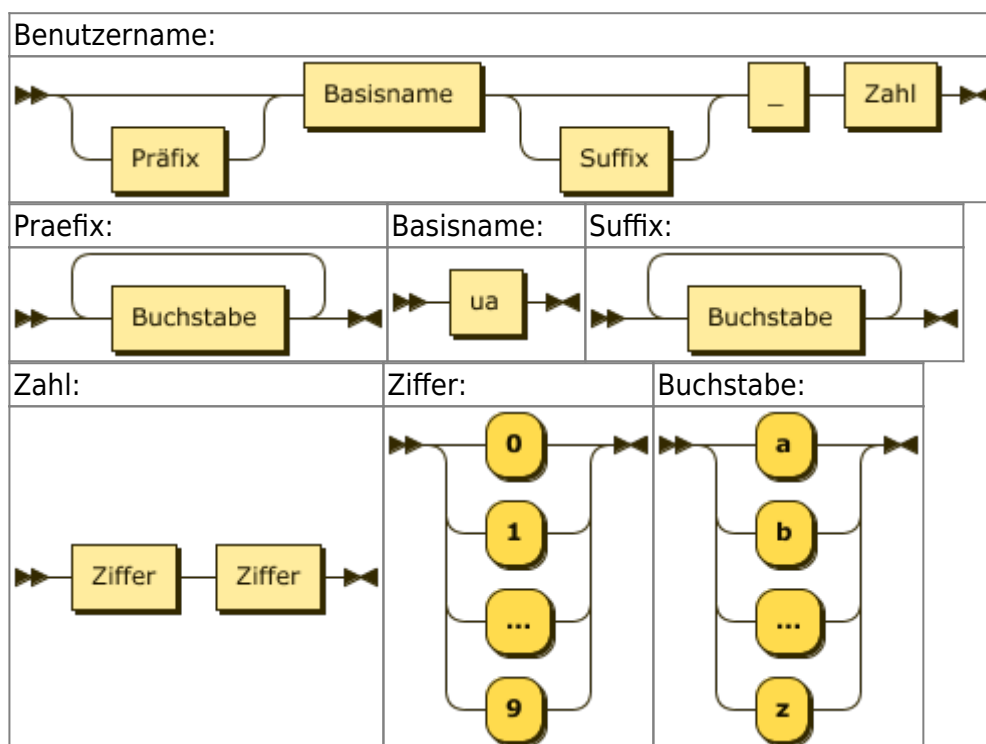 Benutzername:
Basisname _ Zahl
Präfix Suffix
Praefix: Basisname: Suffix:
Buchstabe ua Buchstabe
Zahl: Ziffer: Buchstabe:
0 a
1 b
Ziffer Ziffer
... ...
9 z